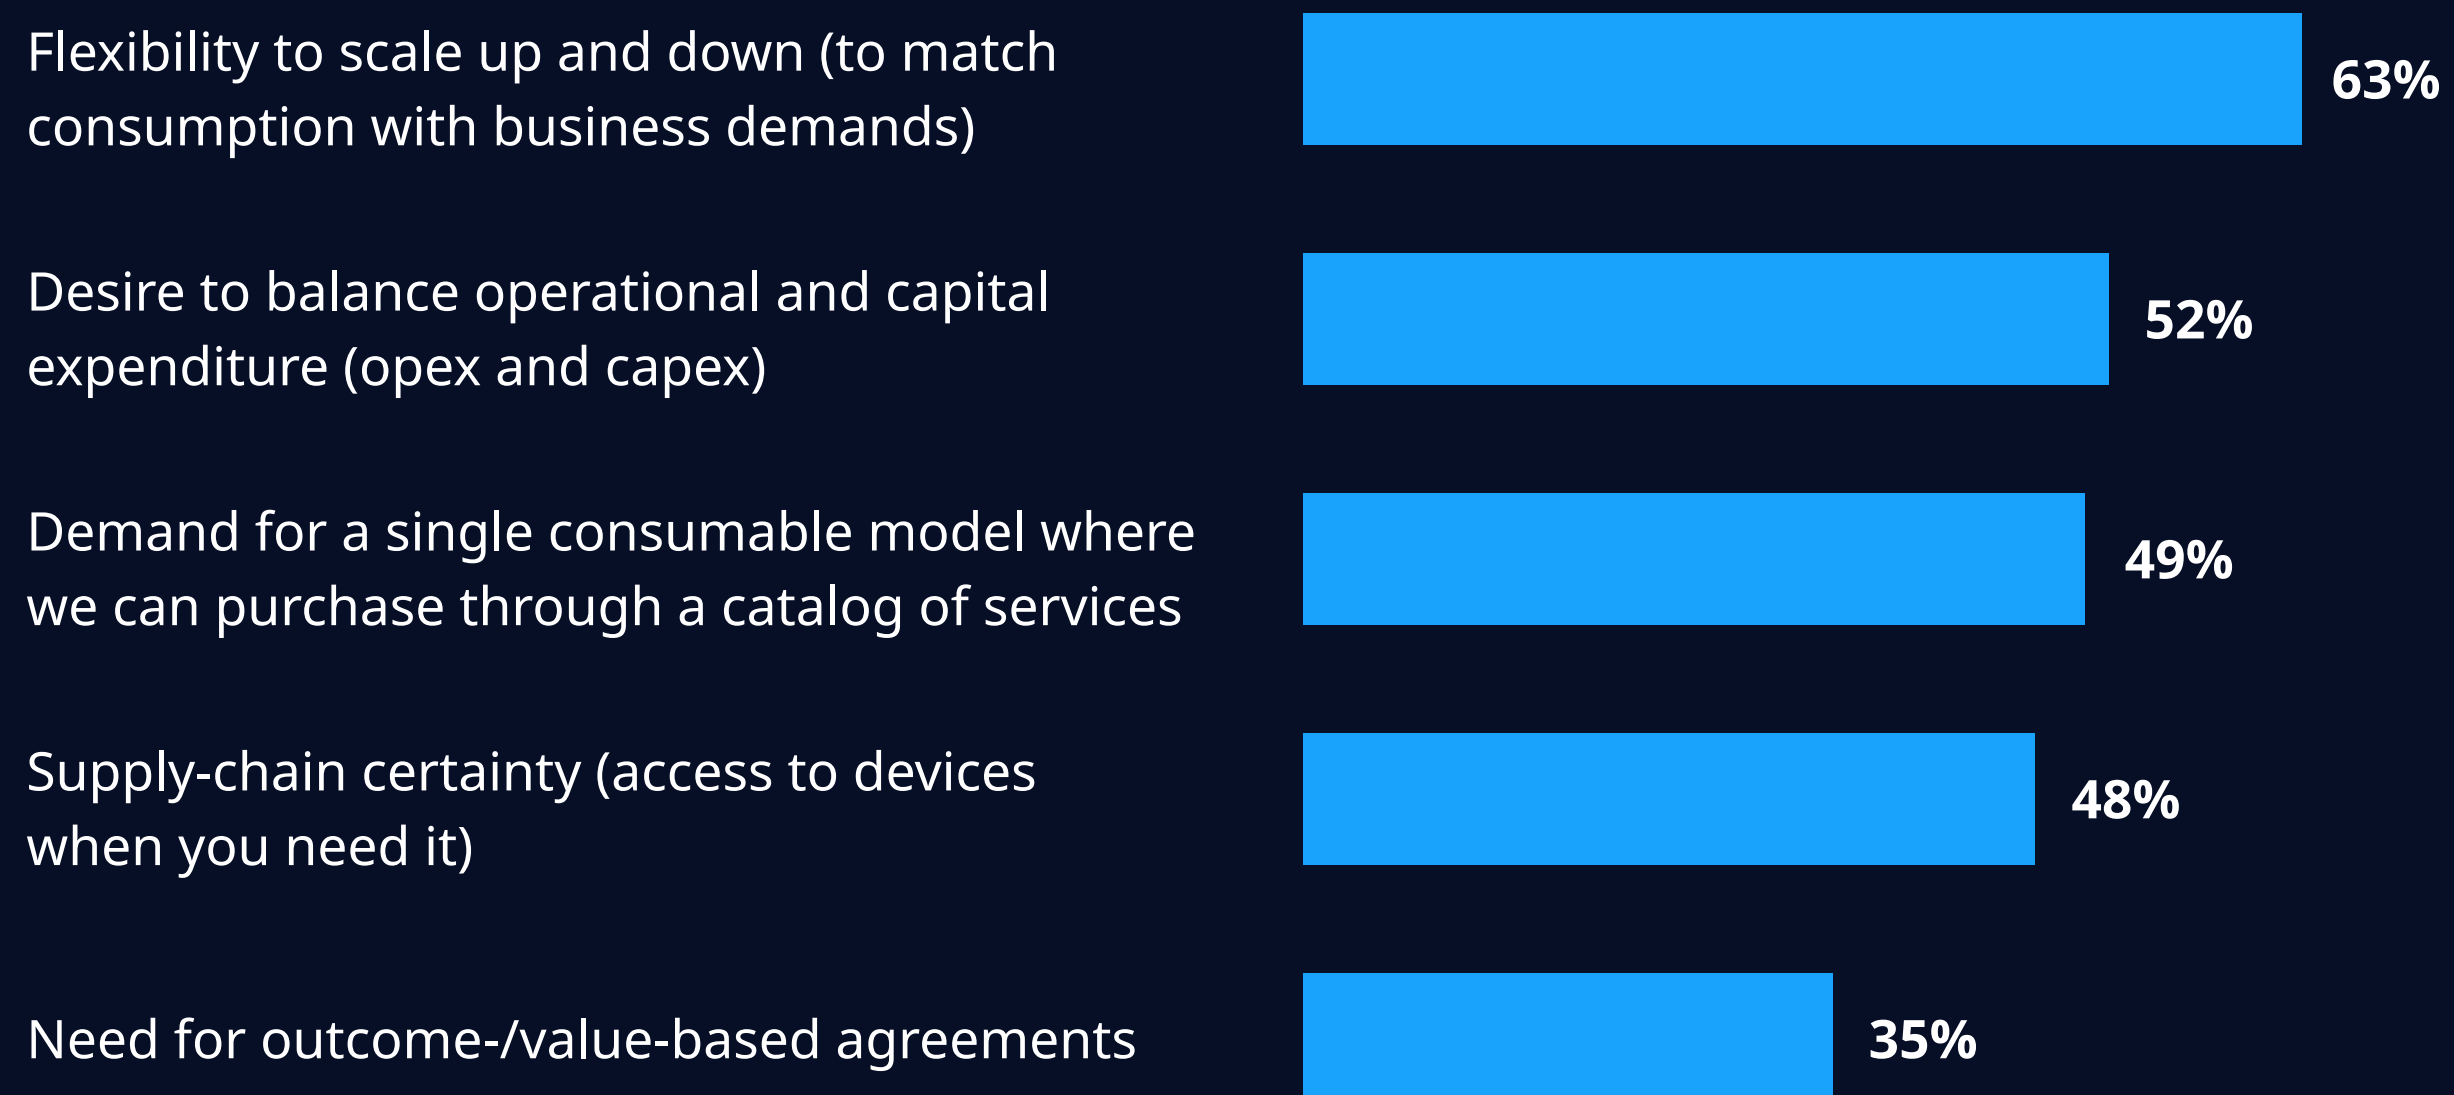 Flexibility to scale up and down (to match
consumption with business demands)
63%
Desire to balance operational and capital
expenditure (opex and capex)
52%
Demand for a single consumable model where
we can purchase through a catalog of services
49%
Supply-chain certainty (access to devices
when you need it)
48%
Need for outcome-/value-based agreements
35%